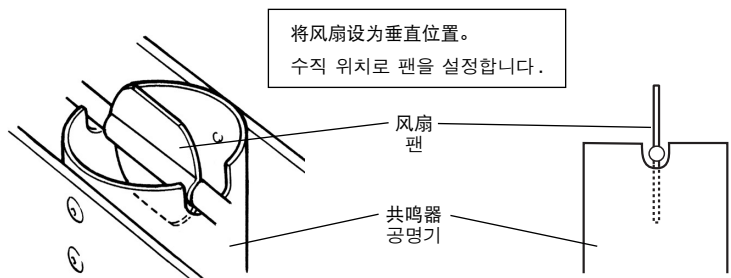 将风扇设为垂直位置。
수직 위치로 팬을 설정합니다.
风扇
팬
共鸣器
공명기